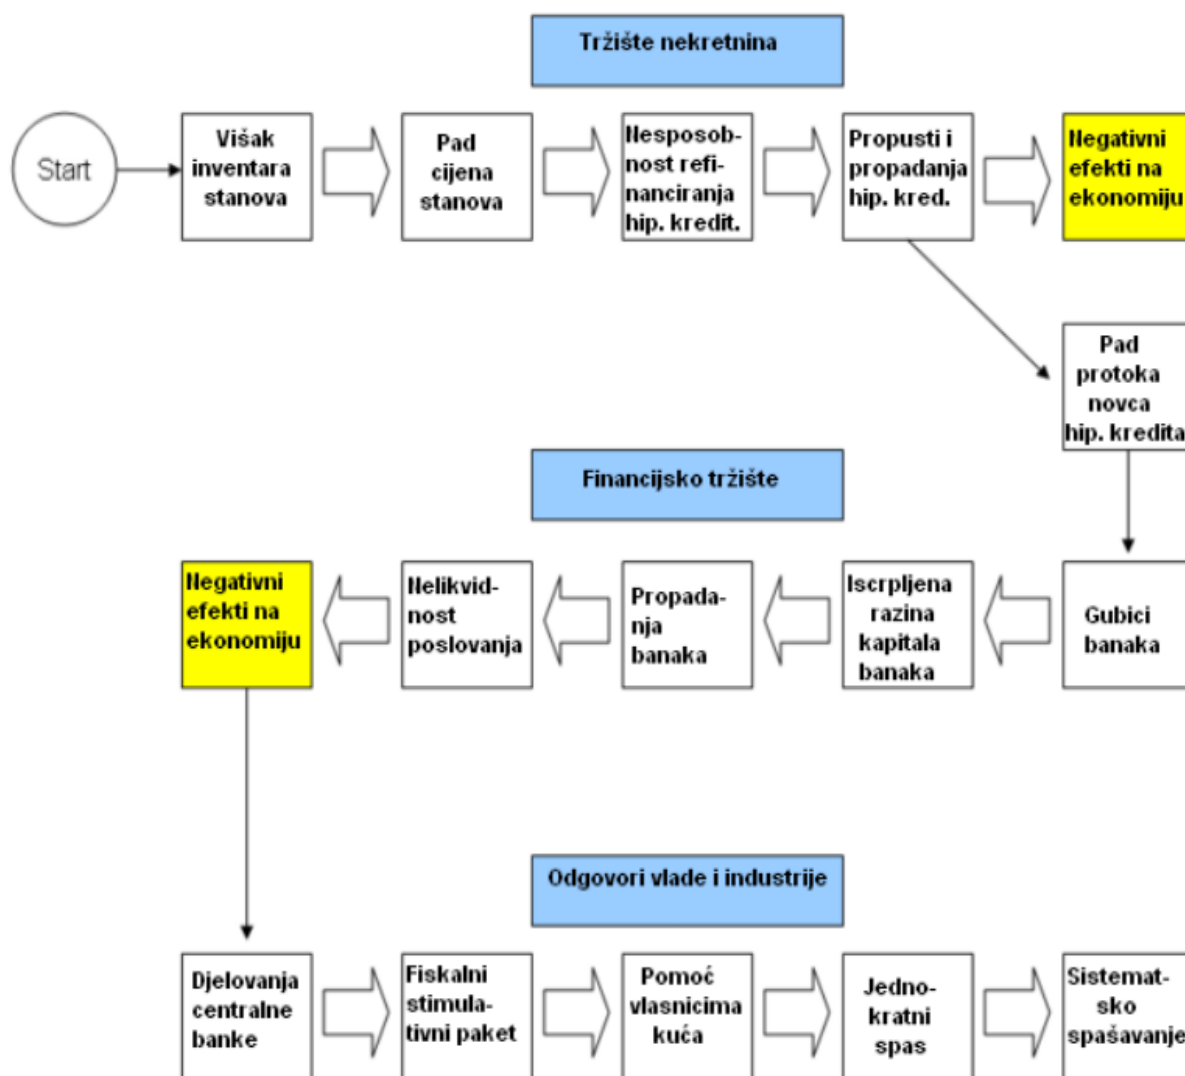 Tržište nekretnina
Start
Višak
inventara
stanova
Pad
cijena
stanova
Nesposob-
nost refi-
nanciranja
hip. kredit.
Propusti i
propadanja
hip. kred.
Negativni
efekti na
ekonomiju
Pad
protoka
novca
hip. kredita
Financijsko tržište
Negativni
efekti na
ekonomiju
Nelikvid-
nost
poslovanja
Propada-
nja
banaka
Iscrpljena
razina
kapitala
banaka
Gubici
banaka
Odgovori vlade i industrije
Djelovanja
centralne
banke
Fiskalni
stimula-
tivni paket
Pomoć
vlasnicima
kuća
Jedno-
kratni
spas
Sistemat-
sko
spašavanje